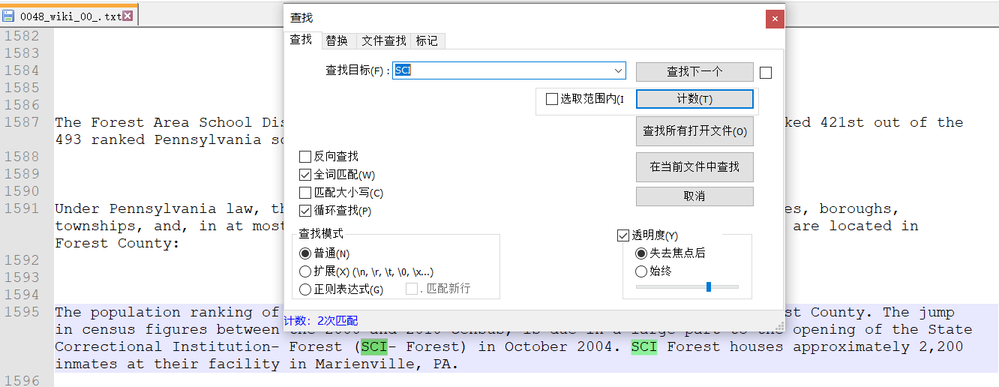 查找
0048_wiki_00_.txt
查找
替换
文件查找
标记
1582
1583
查找目标(F) : SCI
查找下一个
1584
1585
选取范围内(I
计数(T)
1586
1587 The Forest Area School Dis ked 421st out of the
查找所有打开文件(O)
493 ranked Pennsylvania sc
1588
反向查找
在当前文件中查找
1589
全词匹配(W)
1590
匹配大小写(C)
取消
1591 Under Pennsylvania law, th es, boroughs,
循环查找(P)
townships, and, in at most are located in
查找模式
透明度(Y)
Forest County:
1592
普通(N)
失去焦点后
1593
扩展(X) (\n, \r, \t, \0, \x...)
始终
1594
正则表达式(G)
. 匹配新行
1595 The population ranking of st County. The jump
计数: 2次匹配
in census figures between the 2000 and 2010 Census, is due in a large part to the opening of the State
Correctional Institution- Forest (SCI- Forest) in October 2004. SCI Forest houses approximately 2,200
inmates at their facility in Marienville, PA.
1596